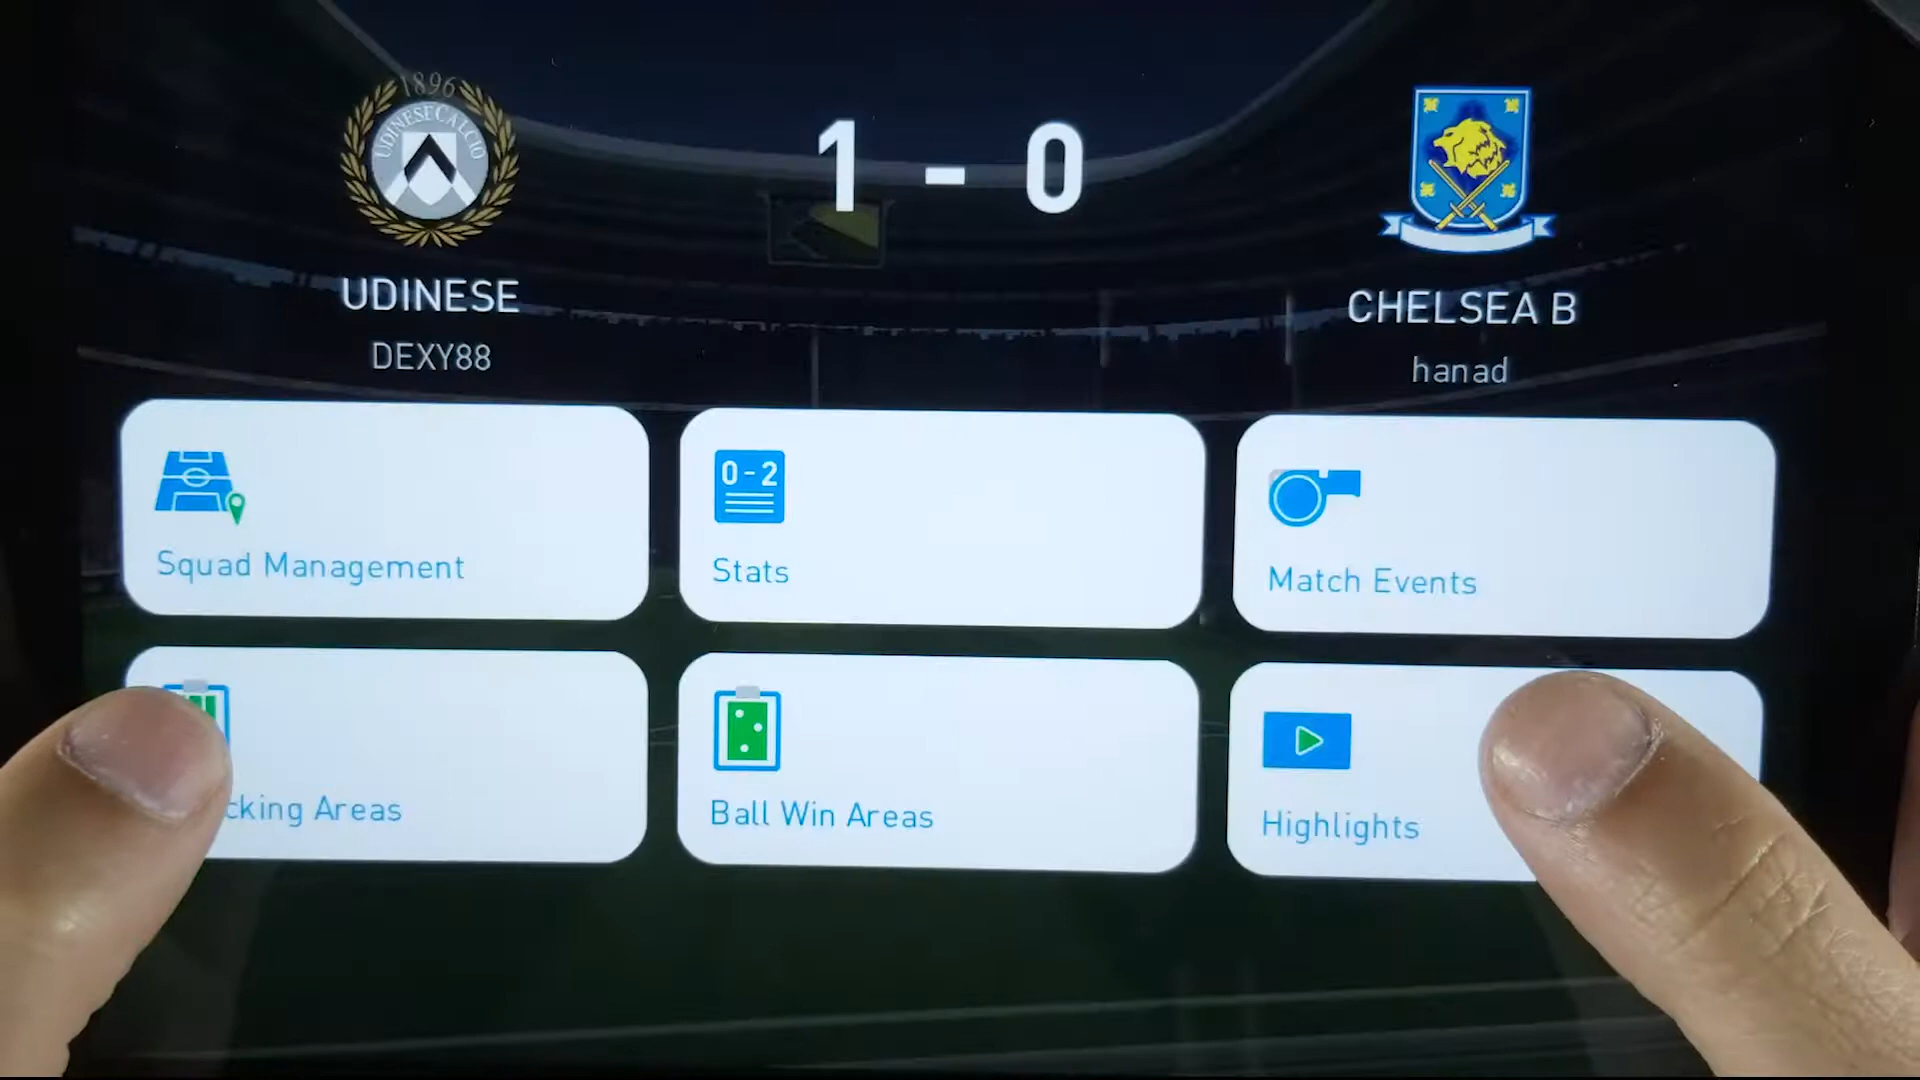 1896
UDINESE CALCIO
1 - 0
UDINESE
DEXY88
CHELSEA B
hanad
0-2
Squad Management
Stats
Match Events
cking Areas
Ball Win Areas
Highlights